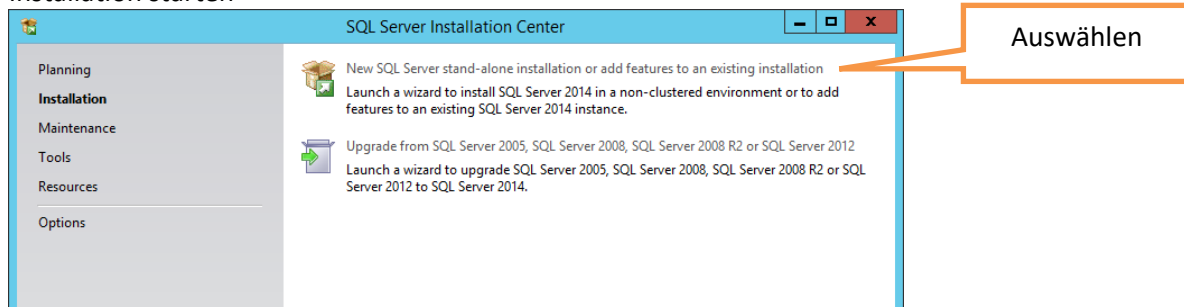 Installation starten
SQL Server Installation Center
Auswählen
Planning
Installation
Maintenance
Tools
Resources
Options
New SQL Server stand-alone installation or add features to an existing installation
Launch a wizard to install SQL Server 2014 in a non-clustered environment or to add
features to an existing SQL Server 2014 instance.
Upgrade from SQL Server 2005, SQL Server 2008, SQL Server 2008 R2 or SQL Server 2012
Launch a wizard to upgrade SQL Server 2005, SQL Server 2008, SQL Server 2008 R2 or SQL
Server 2012 to SQL Server 2014.